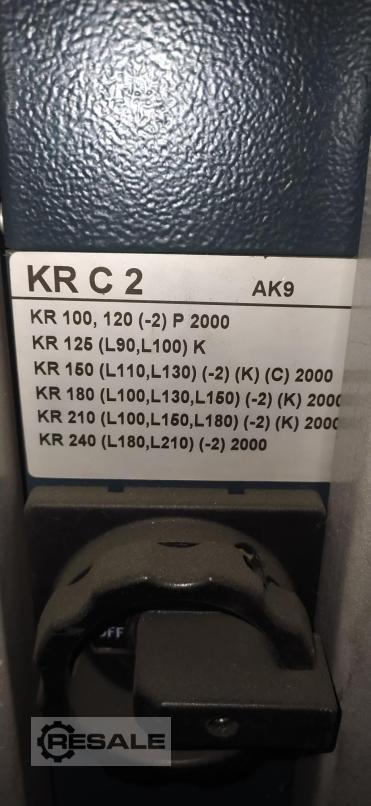 KR C 2 AK9
KR 100, 120 (-2) P 2000
KR 125 (L90,L100) K
KR 150 (L110,L130) (-2) (K) (C) 2000
KR 180 (L100,L130,L150) (-2) (K) 2000
KR 210 (L100,L150,L180) (-2) (K) 2000
KR 240 (L180,L210) (-2) 2000
OFF
RESALE